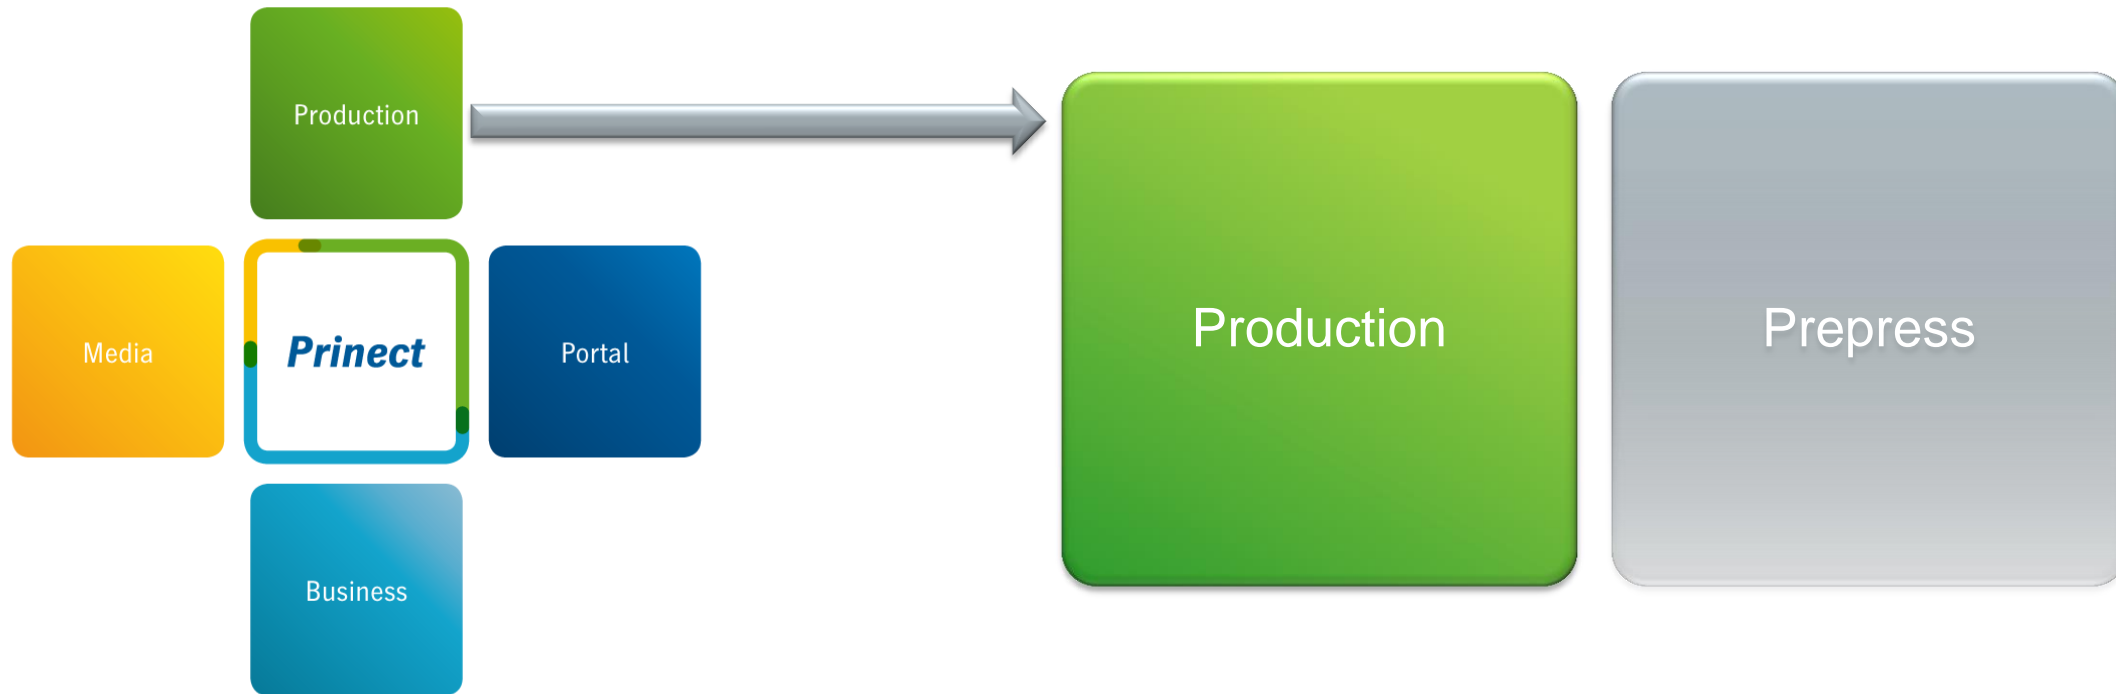 Production
Media
Prinect
Portal
Business
Production
Prepress